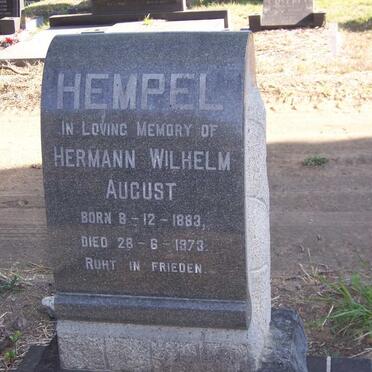 HEMPEL
IN LOVING MEMORY OF
HERMANN WILHELM
AUGUST
BORN 8-12-1883,
DIED 28-6-1973.
RUHT IN FRIEDEN